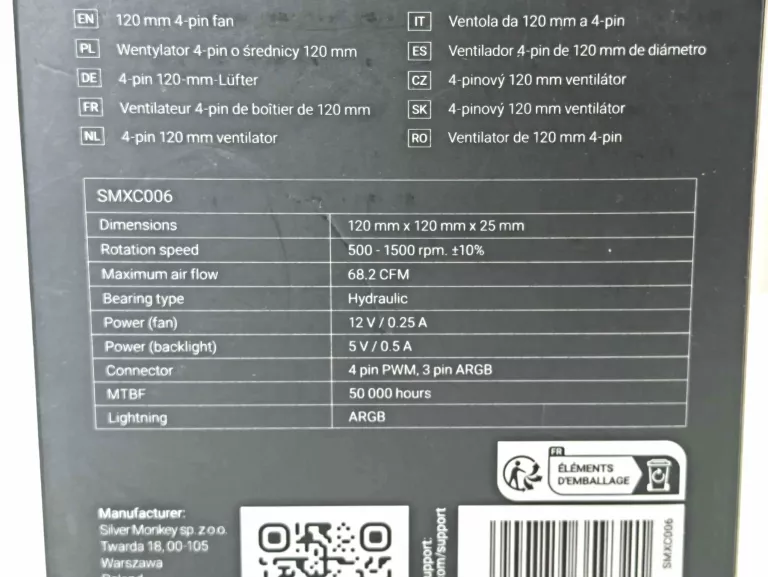 EN 120 mm 4-pin fan
PL Wentylator 4-pin o średnicy 120 mm
DE 4-pin 120-mm-Lüfter
FR Ventilateur 4-pin de boîtier de 120 mm
NL 4-pin 120 mm ventilator
IT Ventola da 120 mm a 4-pin
ES Ventilador 4-pin de 120 mm de diámetro
CZ 4-pinový 120 mm ventilátor
SK 4-pinový 120 mm ventilátor
RO Ventilator de 120 mm 4-pin
SMXC006
Dimensions 120 mm x 120 mm x 25 mm
Rotation speed 500 - 1500 rpm. ±10%
Maximum air flow 68.2 CFM
Bearing type Hydraulic
Power (fan) 12 V / 0.25 A
Power (backlight) 5 V / 0.5 A
Connector 4 pin PWM, 3 pin ARGB
MTBF 50 000 hours
Lightning ARGB
FR
ÉLÉMENTS
D'EMBALLAGE
Manufacturer:
Silver Monkey sp. z o.o.
Twarda 18, 00-105
Warszawa
Poland
support.
om/support
SMXC006